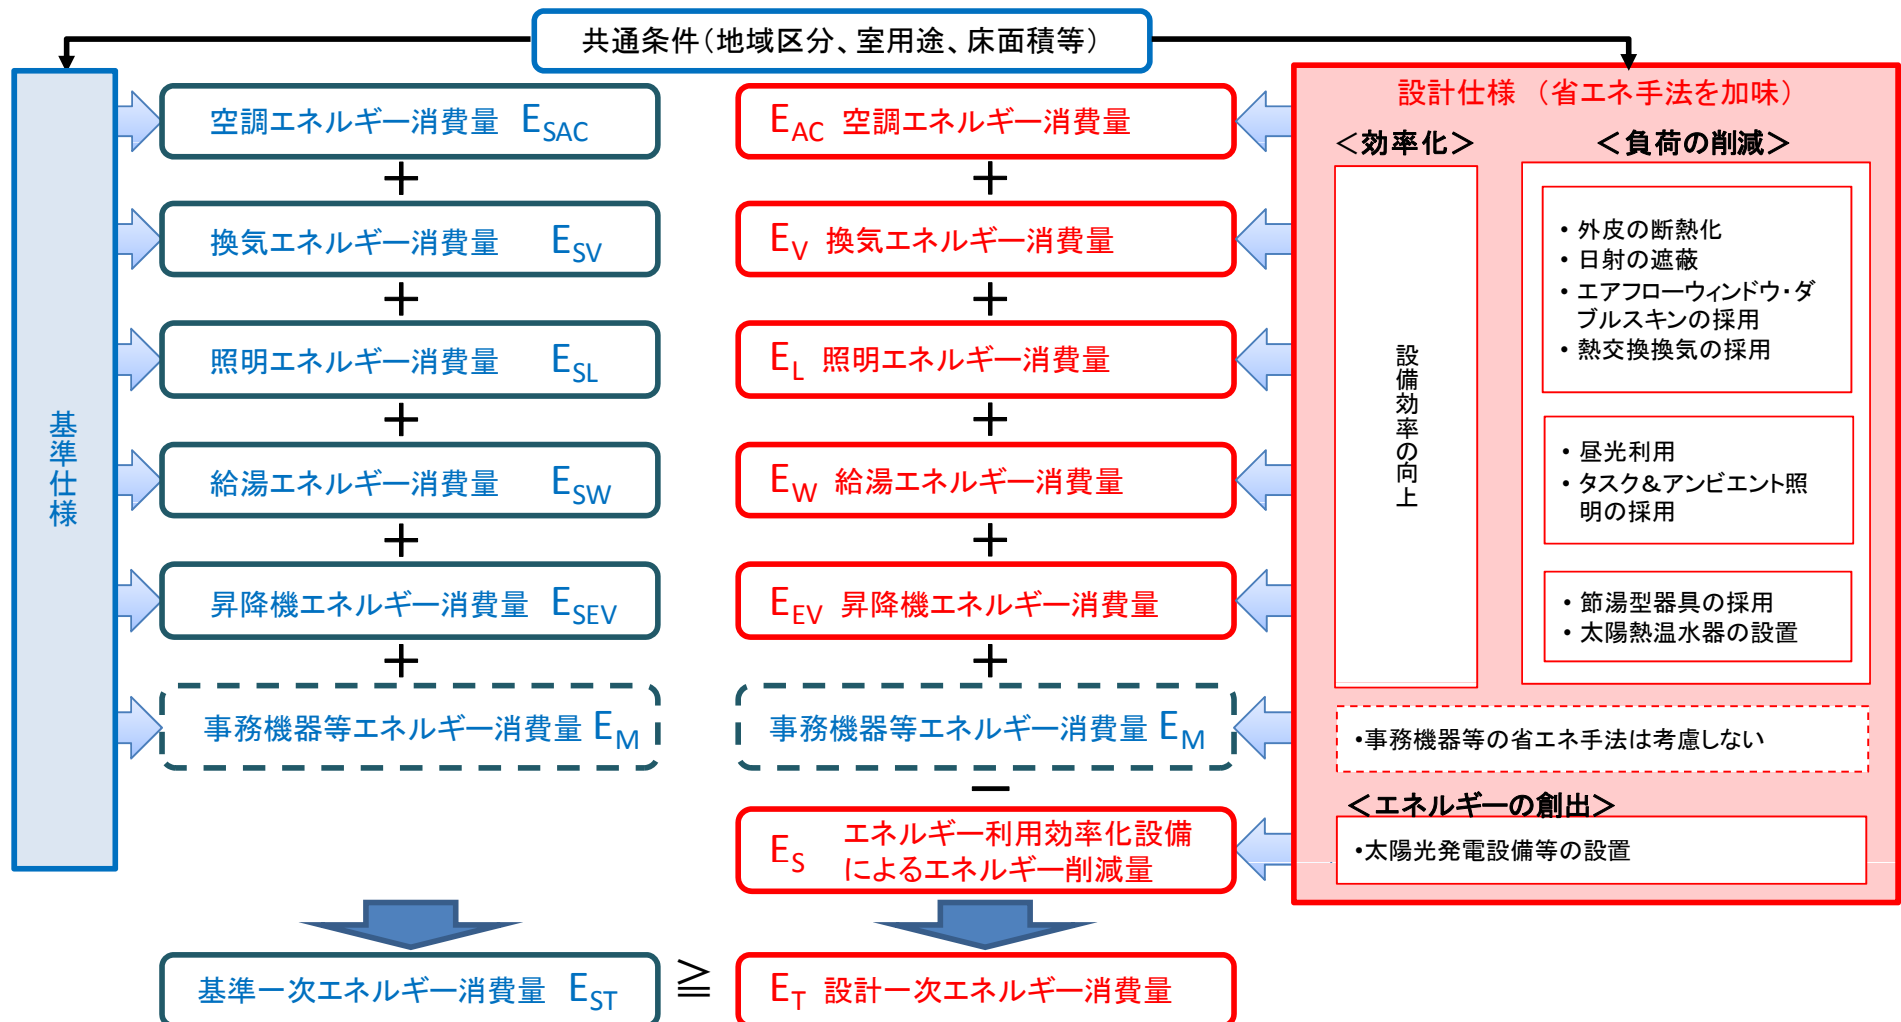 共通条件（地域区分、室用途、床面積等）
基準仕様
空調エネルギー消費量 ESAC
＋
換気エネルギー消費量 ESV
＋
照明エネルギー消費量 ESL
＋
給湯エネルギー消費量 ESW
＋
昇降機エネルギー消費量 ESEV
＋
事務機器等エネルギー消費量 EM
基準一次エネルギー消費量 EST
≧
EAC 空調エネルギー消費量
＋
EV 換気エネルギー消費量
＋
EL 照明エネルギー消費量
＋
EW 給湯エネルギー消費量
＋
EEV 昇降機エネルギー消費量
＋
事務機器等エネルギー消費量 EM
－
ES エネルギー利用効率化設備
によるエネルギー削減量
ET 設計一次エネルギー消費量
設計仕様 （省エネ手法を加味）
＜効率化＞
設備効率の向上
＜負荷の削減＞
・外皮の断熱化
・日射の遮蔽
・エアフローウィンドウ・ダ
ブルスキンの採用
・熱交換換気の採用
・昼光利用
・タスク＆アンビエント照
明の採用
・節湯型器具の採用
・太陽熱温水器の設置
・事務機器等の省エネ手法は考慮しない
＜エネルギーの創出＞
・太陽光発電設備等の設置